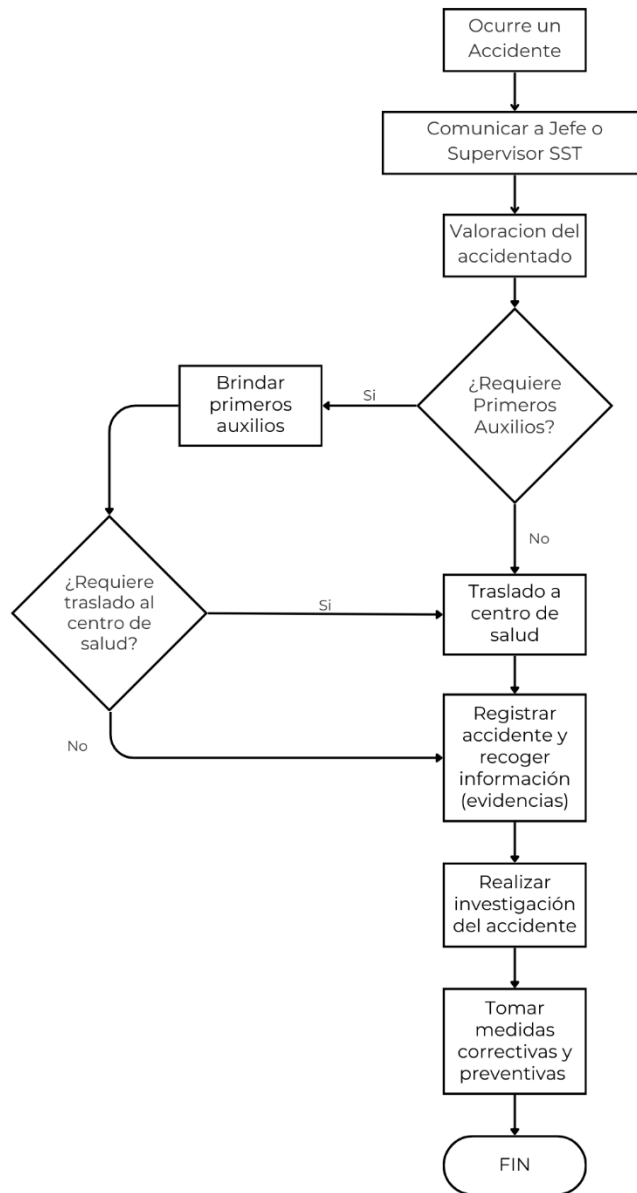 Ocurre un
Accidente
Comunicar a Jefe o
Supervisor SST
Valoracion del
accidentado
¿Requiere
Primeros
Auxilios?
Si
Brindar
primeros
auxilios
No
¿Requiere
traslado al
centro de
salud?
Si
Traslado a
centro de
salud
No
Registrar
accidente y
recoger
información
(evidencias)
Realizar
investigación
del accidente
Tomar
medidas
correctivas y
preventivas
FIN